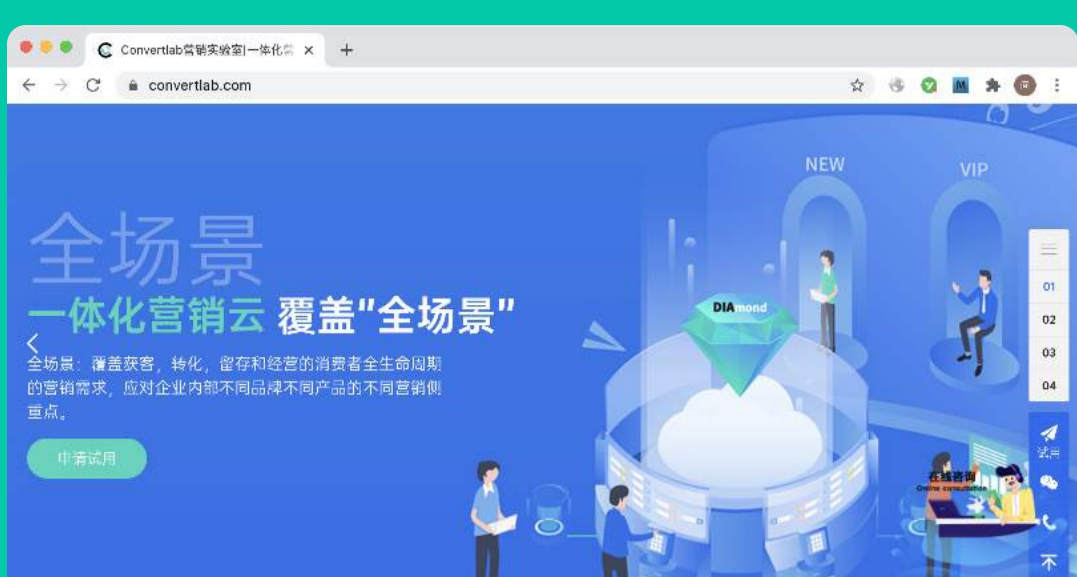 Convertlab营销实验室|一体化营
convertlab.com
M
NEW
VIP
全场景
一体化营销云 覆盖"全场景"
全场景：覆盖获客，转化，留存和经营的消费者全生命周期
的营销需求，应对企业内部不同品牌不同产品的不同营销侧
重点。
申请试用
DIAmond
01
02
03
04
试用
在线咨询
Online consultation